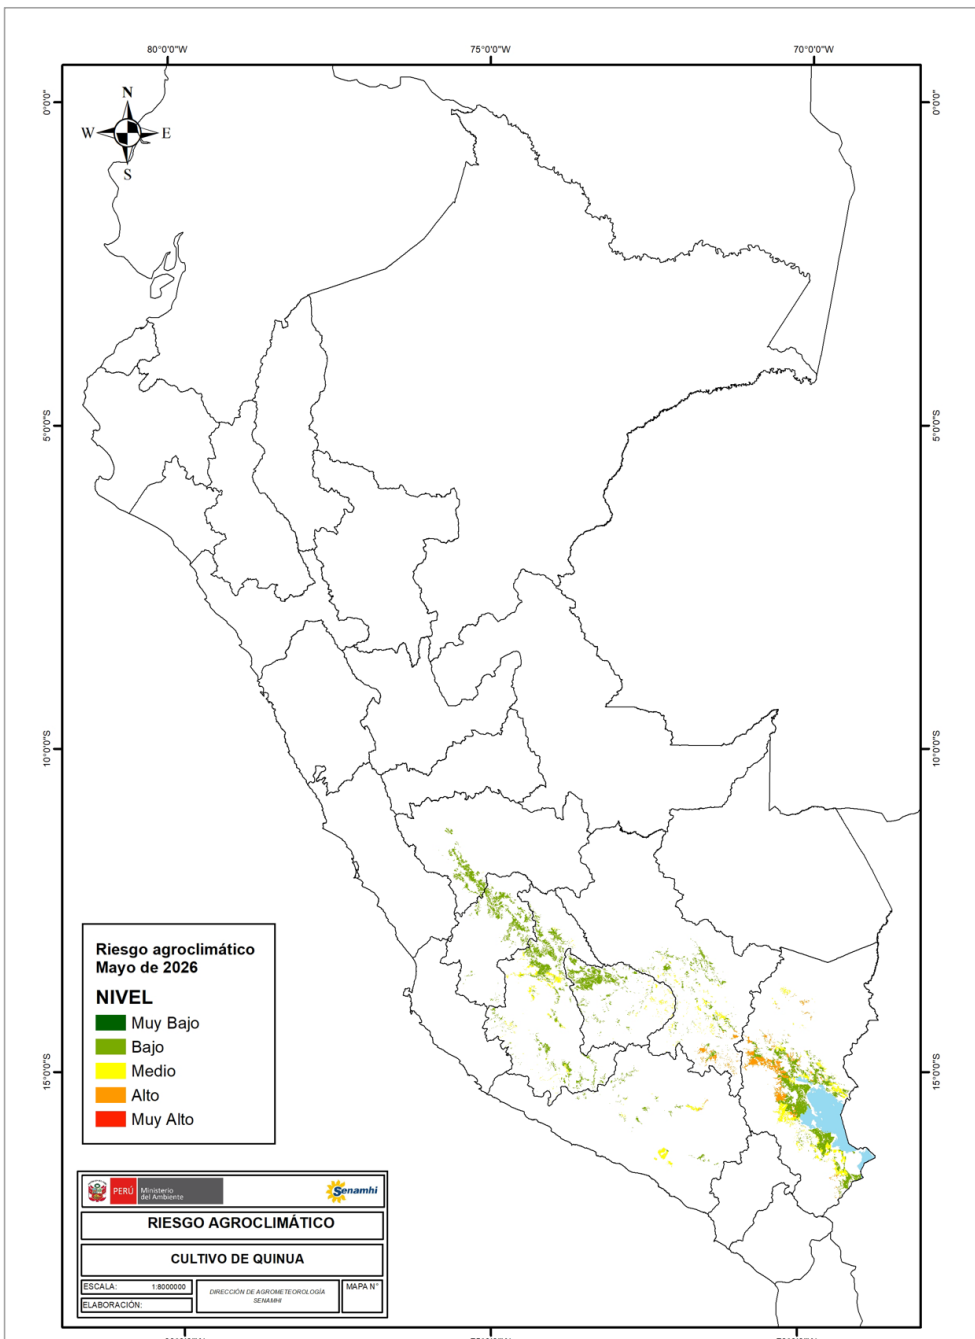 80°0'0"W 75°0'0"W 70°0'0"W
N
W E
S
0°0'0" 0°0'0"
5°0'0"S 5°0'0"S
10°0'0"S 10°0'0"S
15°0'0"S 15°0'0"S
Riesgo agroclimático
Mayo de 2026
NIVEL
Muy Bajo
Bajo
Medio
Alto
Muy Alto
PERÚ Ministerio
del Ambiente
Senamhi
RIESGO AGROCLIMÁTICO
CULTIVO DE QUINUA
ESCALA: 1:8000000
DIRECCIÓN DE AGROMETEOROLOGÍA
SENAMHI
MAPA N°
ELABORACIÓN: